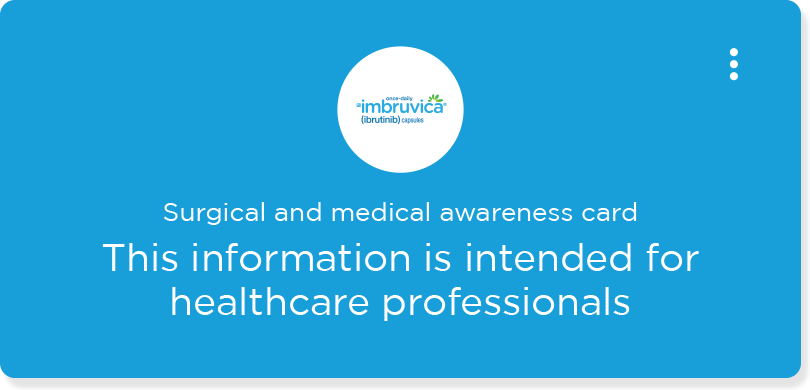 once-daily
imbruvica®
(ibrutinib) capsules
Surgical and medical awareness card
This information is intended for
healthcare professionals